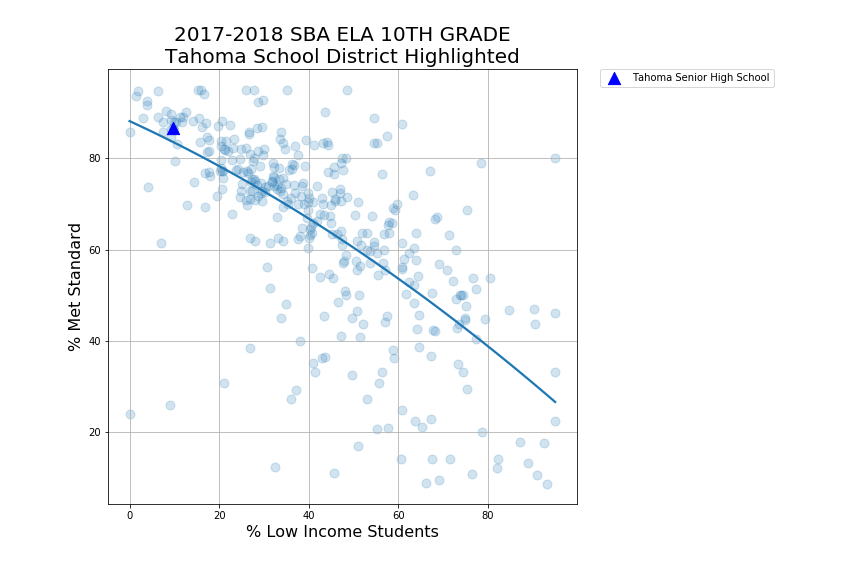 2017-2018 SBA ELA 10TH GRADE
Tahoma School District Highlighted
Tahoma Senior High School
% Met Standard
80
60
40
20
0 20 40 60 80
% Low Income Students